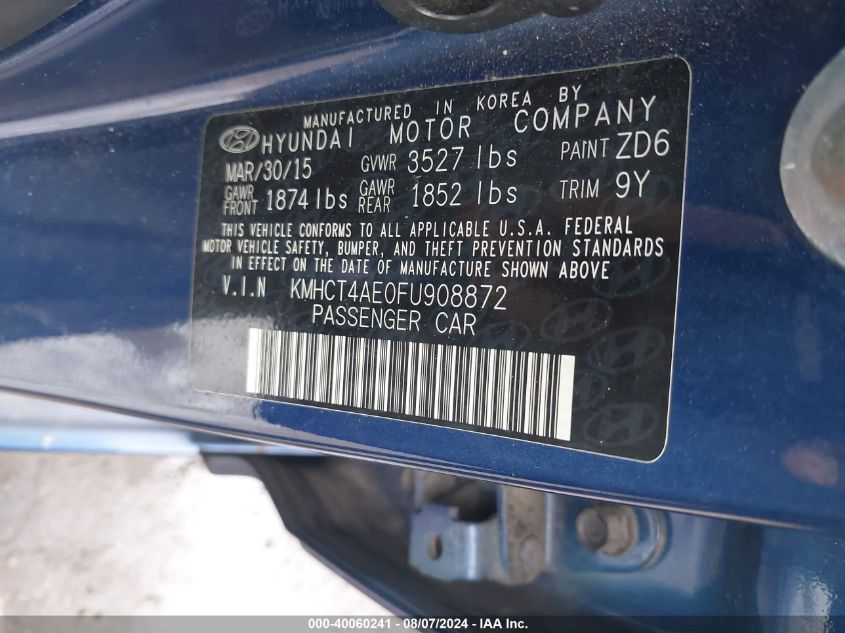 MANUFACTURED IN KOREA BY
HYUNDAI MOTOR COMPANY
MAR/30/15 GVWR 3527 lbs PAINT ZD6
GAWR FRONT 1874 lbs GAWR REAR 1852 lbs TRIM 9Y
THIS VEHICLE CONFORMS TO ALL APPLICABLE U.S.A. FEDERAL
MOTOR VEHICLE SAFETY, BUMPER, AND THEFT PREVENTION STANDARDS
IN EFFECT ON THE DATE OF MANUFACTURE SHOWN ABOVE
V.I.N KMHCT4AE0FU908872
PASSENGER CAR
000-40060241 - 08/07/2024 - Copyright IAA, LLC.